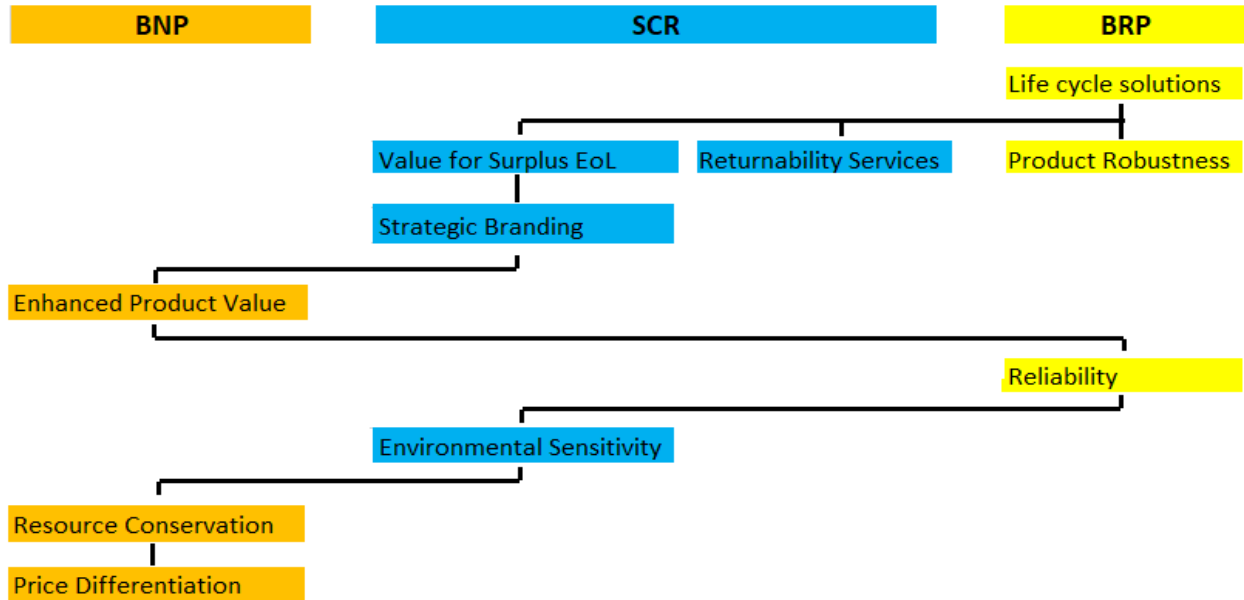 BNP
SCR
BRP
Life cycle solutions
Value for Surplus EoL
Returnability Services
Product Robustness
Strategic Branding
Enhanced Product Value
Reliability
Environmental Sensitivity
Resource Conservation
Price Differentiation